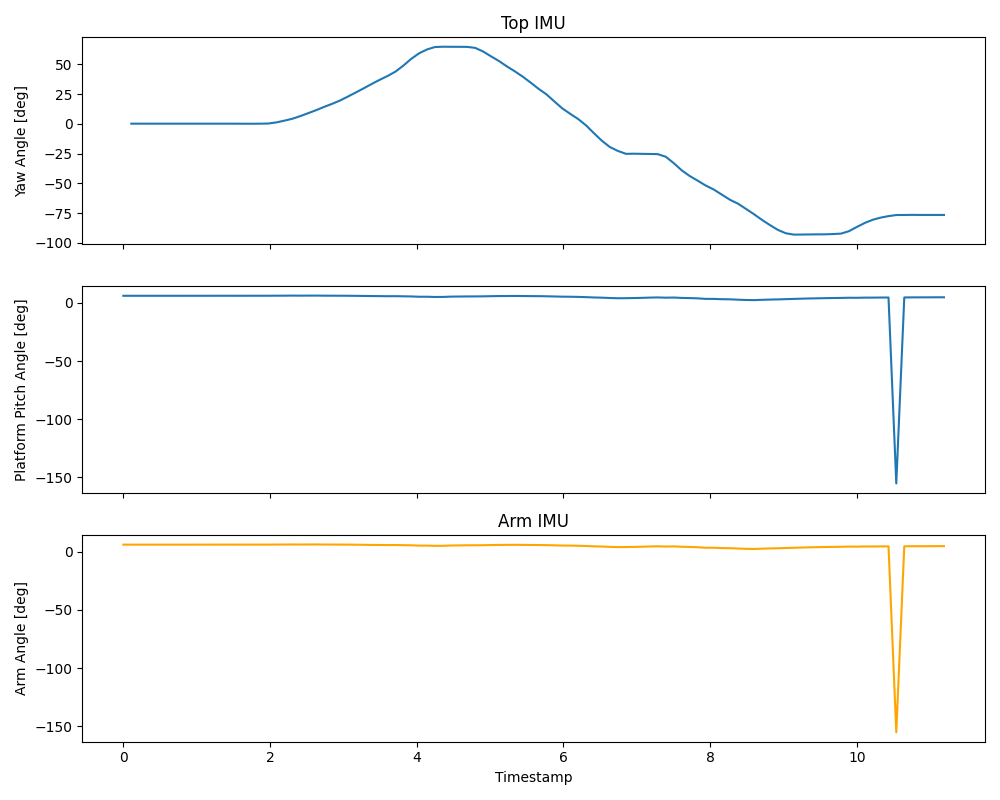 Top IMU
Yaw Angle [deg]
50
25
0
−25
−50
−75
−100
Platform Pitch Angle [deg]
0
−50
−100
−150
Arm IMU
Arm Angle [deg]
0
−50
−100
−150
0 2 4 6 8 10
Timestamp